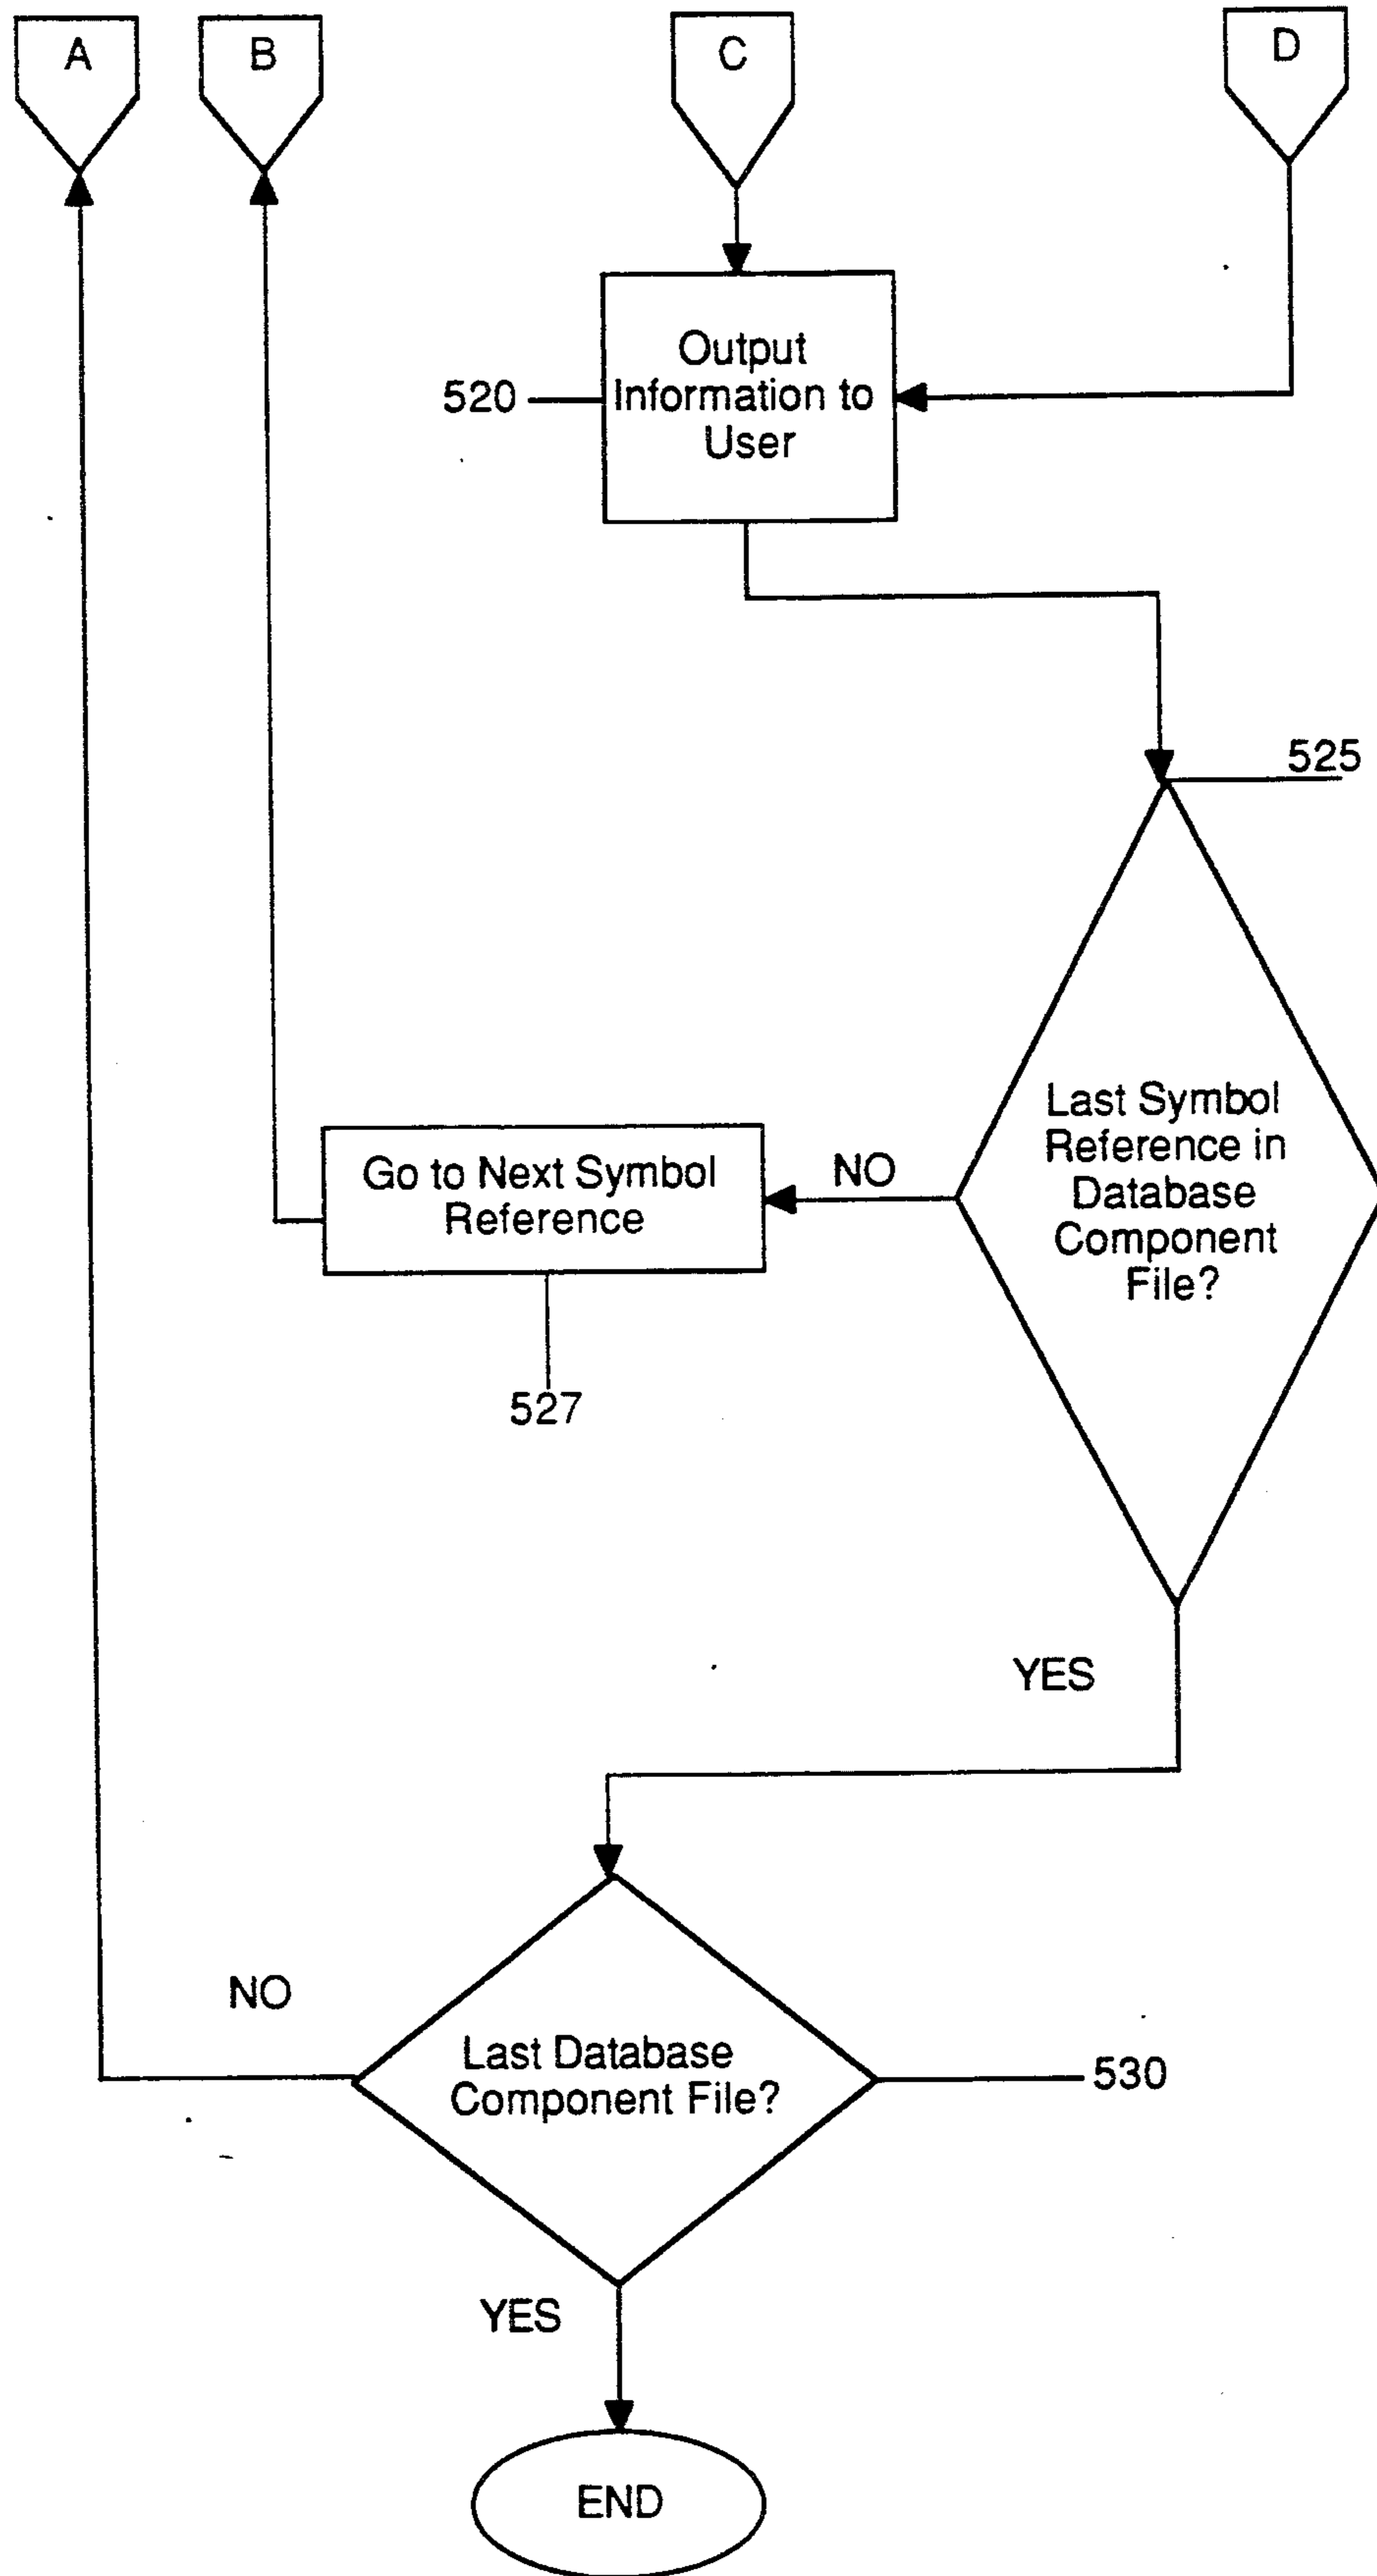 A
B
C
D
Output
Information to
User
520
525
Last Symbol
Reference in
Database
Component
File?
NO
Go to Next Symbol
Reference
527
YES
NO
Last Database
Component File?
530
YES
END